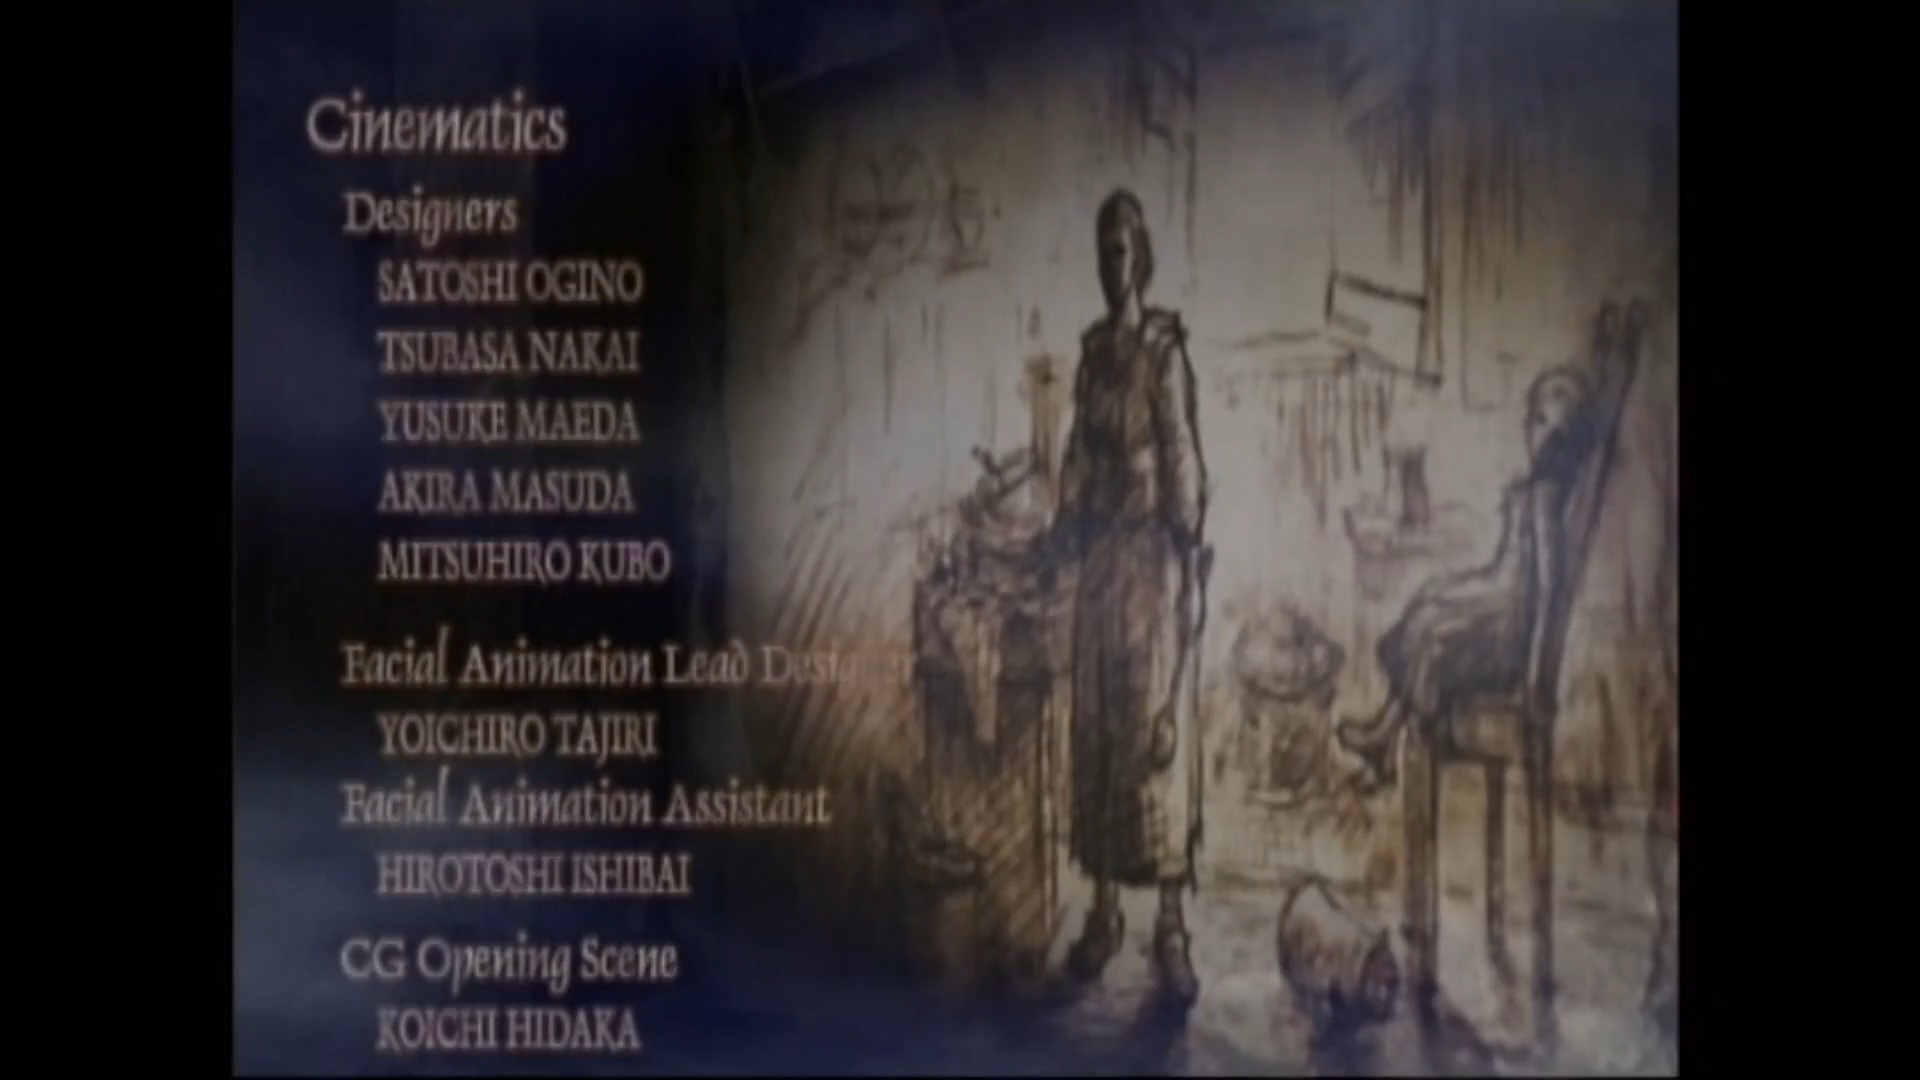 Cinematics
Designers
SATOSHI OGINO
TSUBASA NAKAI
YUSUKE MAEDA
AKIRA MASUDA
MITSUHIRO KUBO
Facial Animation Lead Designer
YOICHIRO TAJIRI
Facial Animation Assistant
HIROTOSHI ISHIBAI
CG Opening Scene
KOICHI HIDAKA